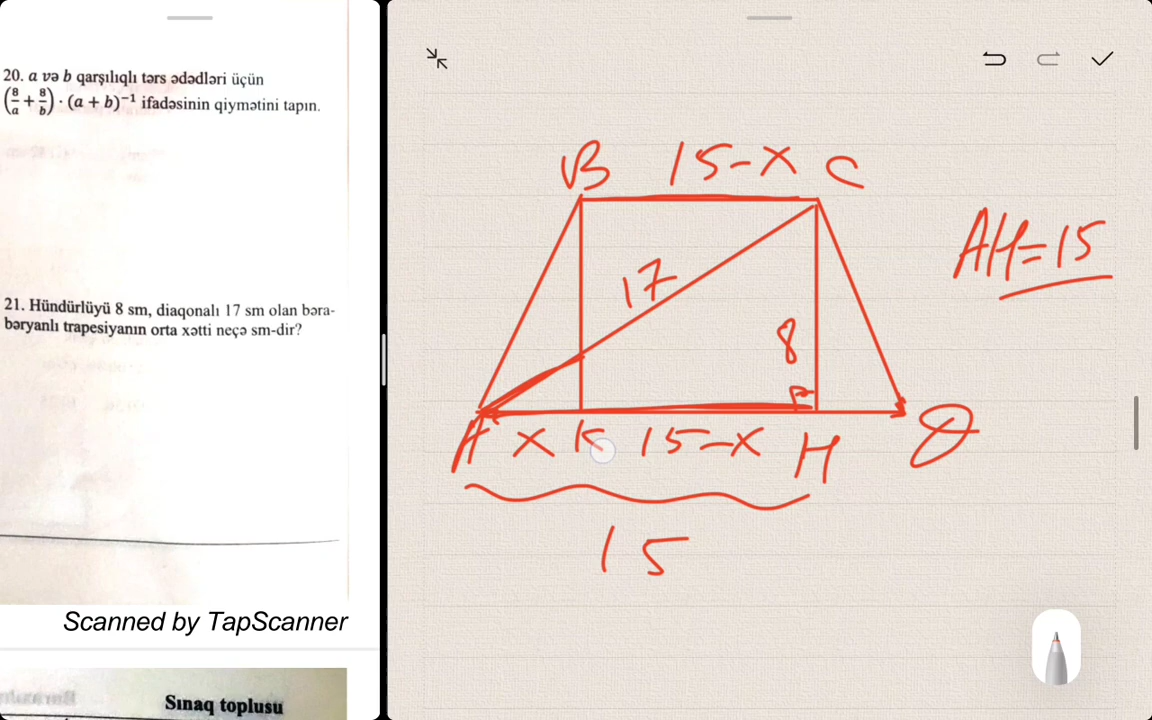 20. a və b qarşılıqlı tərs ədədləri üçün
(8/a + 8/b) · (a + b)⁻¹ ifadəsinin qiymətini tapın.
21. Hündürlüyü 8 sm, diaqonalı 17 sm olan bəra-
bəryanlı trapesiyanın orta xətti neçə sm-dir?
Scanned by TapScanner
Sınaq toplusu
B 15-x C
AH=15
17
8
A x K 15-x H D
15